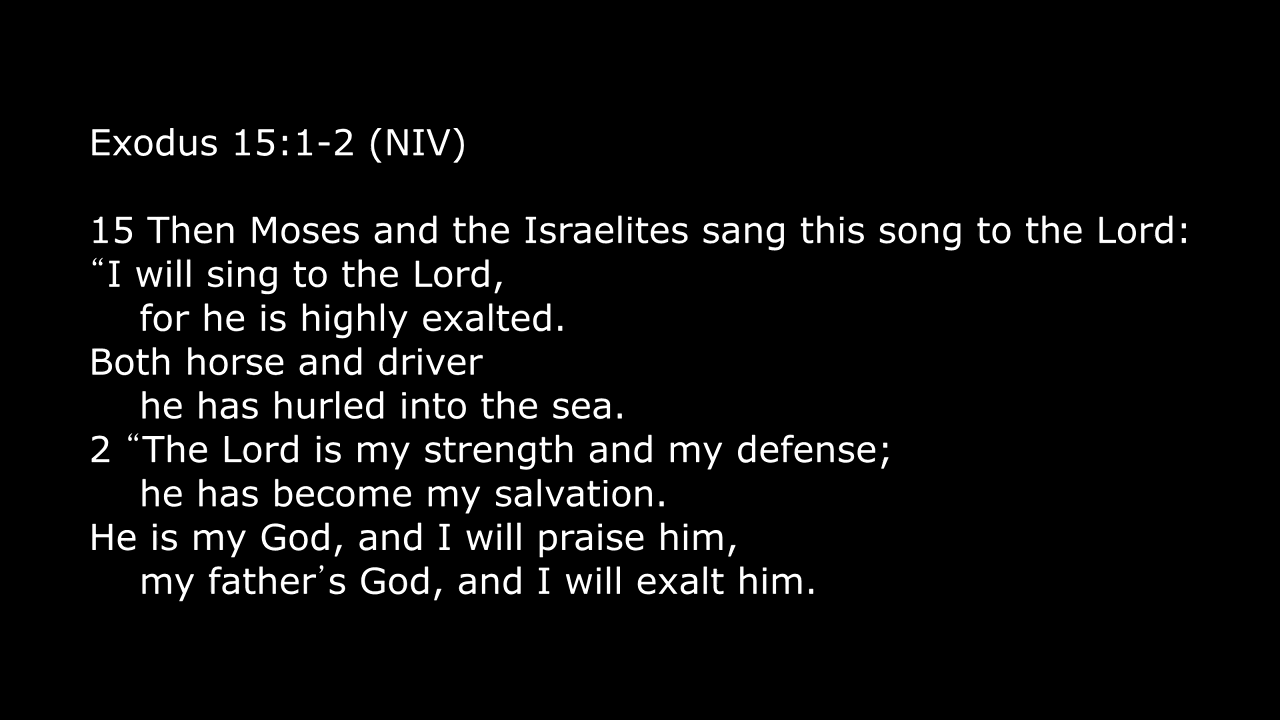 Exodus 15:1-2 (NIV)
15 Then Moses and the Israelites sang this song to the Lord:
“I will sing to the Lord,
for he is highly exalted.
Both horse and driver
he has hurled into the sea.
2 “The Lord is my strength and my defense;
he has become my salvation.
He is my God, and I will praise him,
my father’s God, and I will exalt him.